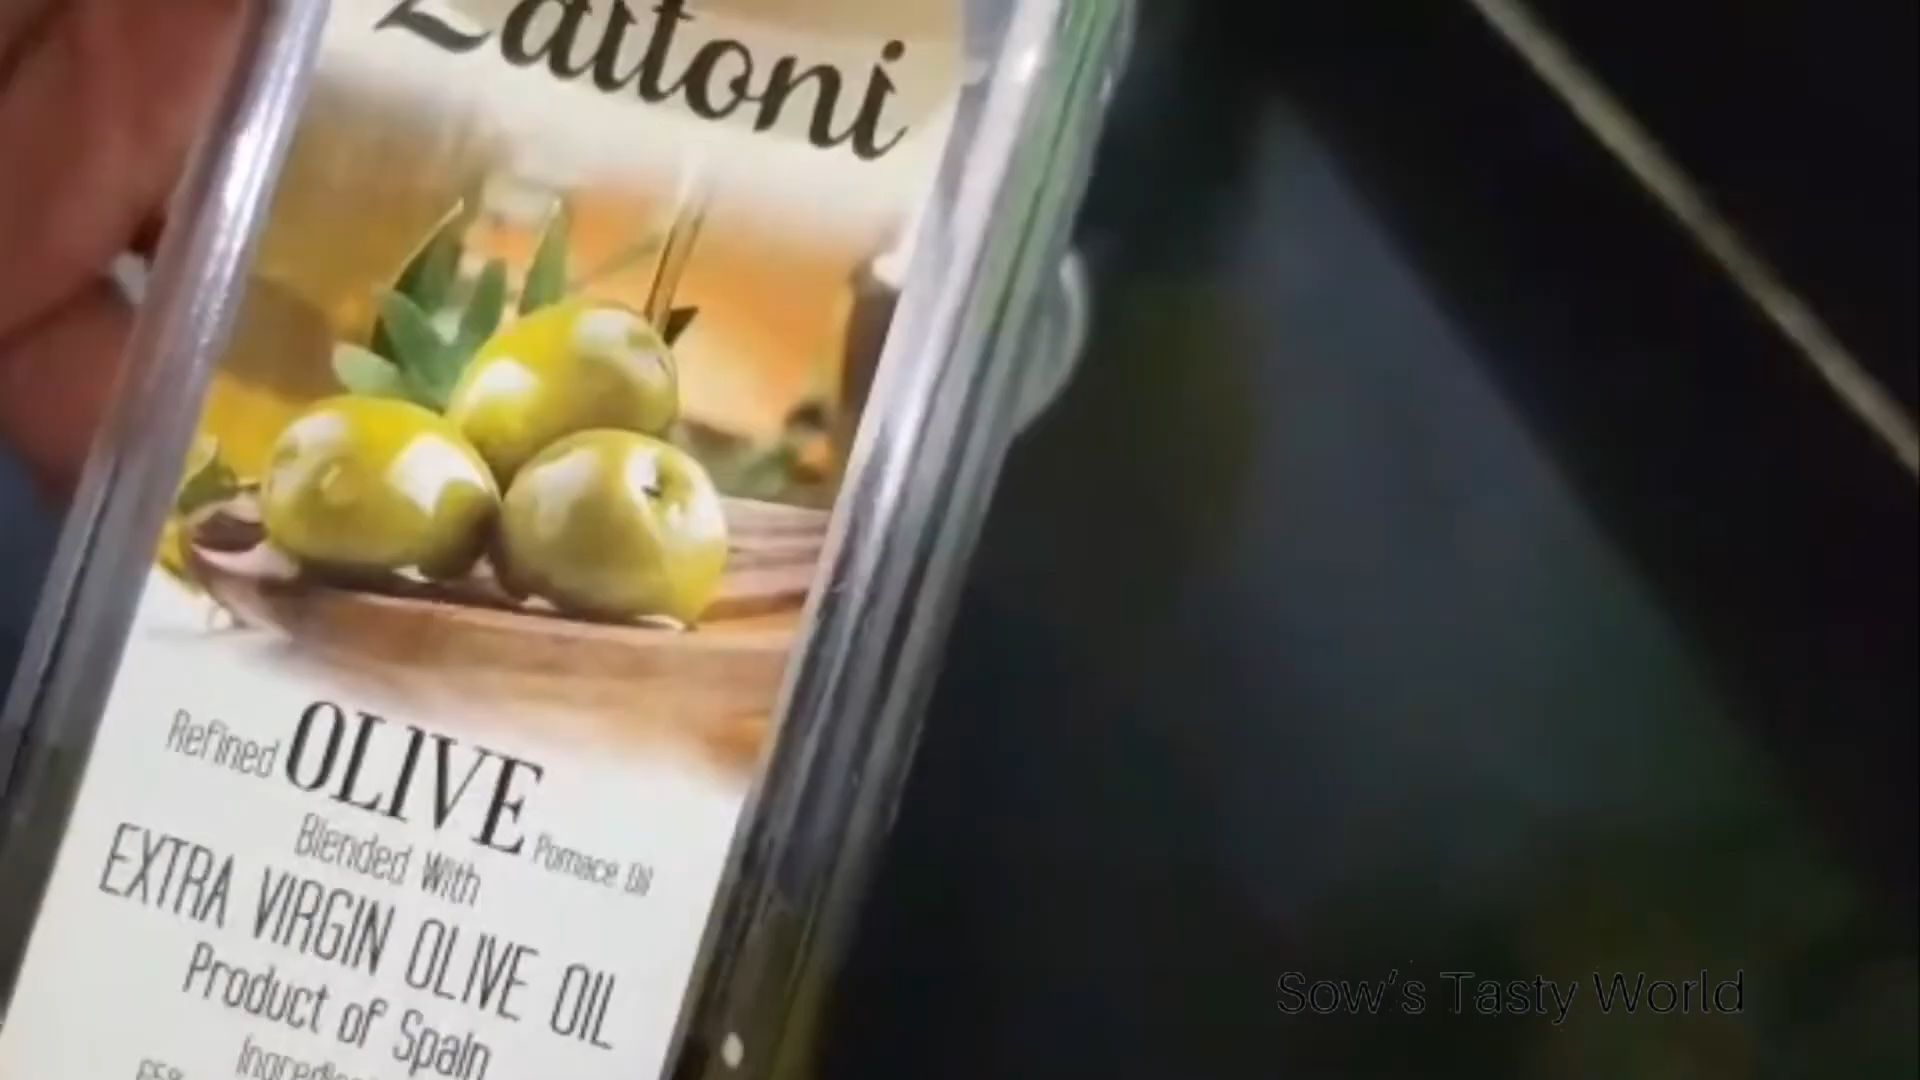 Zaitoni
Refined OLIVE Pomace Oil
Blended With
EXTRA VIRGIN OLIVE OIL
Product of Spain
Sow's Tasty World